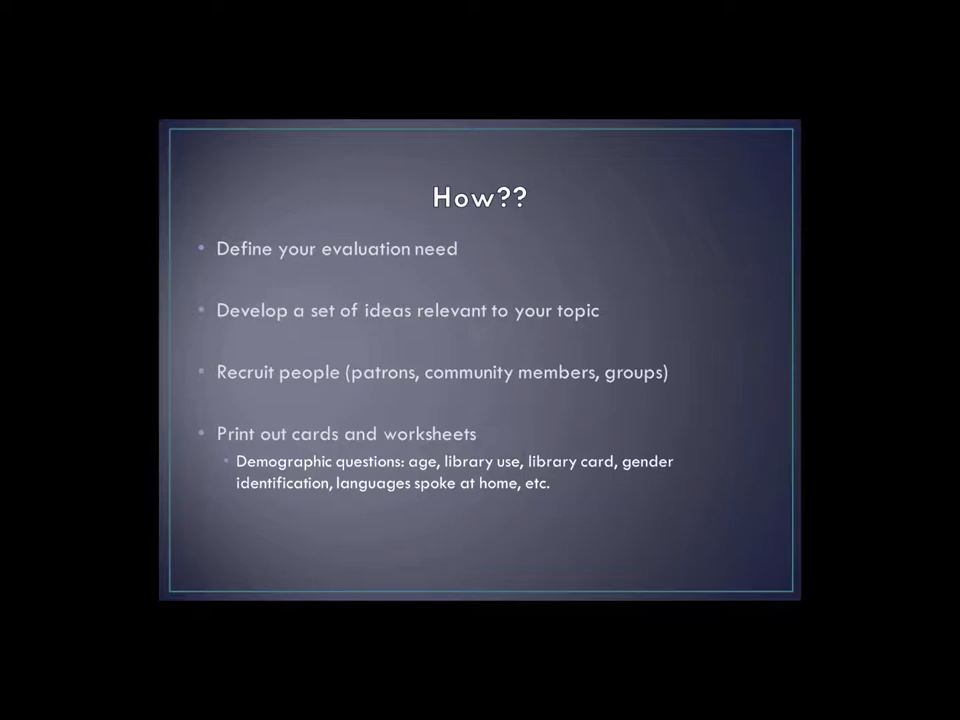 How??
• Define your evaluation need
• Develop a set of ideas relevant to your topic
• Recruit people (patrons, community members, groups)
• Print out cards and worksheets
• Demographic questions: age, library use, library card, gender
identification, languages spoke at home, etc.